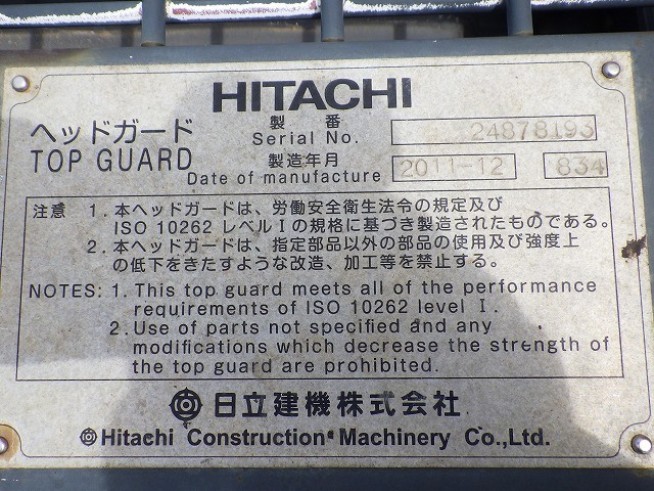 HITACHI
ヘッドガード
TOP GUARD
製番
Serial No. 24878193
製造年月
Date of manufacture 2011-12 834
注意 1. 本ヘッドガードは、労働安全衛生法令の規定及び
ISO 10262 レベルⅠの規格に基づき製造されたものである。
2. 本ヘッドガードは、指定部品以外の部品の使用及び強度上
の低下をきたすような改造、加工等を禁止する。
NOTES: 1. This top guard meets all of the performance
requirements of ISO 10262 level Ⅰ.
2. Use of parts not specified and any
modifications which decrease the strength of
the top guard are prohibited.
日立建機株式会社
Hitachi Construction Machinery Co.,Ltd.